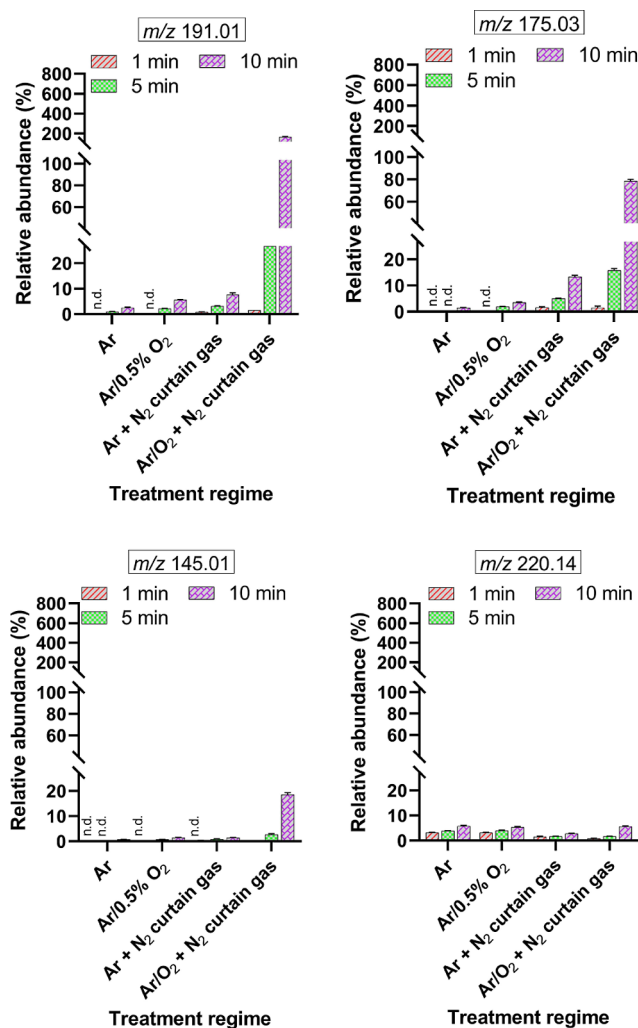 m/z 191.01
1 min
10 min
5 min
Relative abundance (%)
800
600
400
200
100
80
60
20
10
0
n.d.
n.d.
Ar
Ar/0.5% O₂
Ar + N₂ curtain gas
Ar/O₂ + N₂ curtain gas
Treatment regime
m/z 175.03
1 min
10 min
5 min
Relative abundance (%)
800
600
400
200
100
80
60
20
10
0
n.d.
n.d.
n.d.
Ar
Ar/0.5% O₂
Ar + N₂ curtain gas
Ar/O₂ + N₂ curtain gas
Treatment regime
m/z 145.01
1 min
10 min
5 min
Relative abundance (%)
800
600
400
200
100
80
60
20
10
0
n.d.
n.d.
n.d.
n.d.
Ar
Ar/0.5% O₂
Ar + N₂ curtain gas
Ar/O₂ + N₂ curtain gas
Treatment regime
m/z 220.14
1 min
10 min
5 min
Relative abundance (%)
800
600
400
200
100
80
60
20
10
0
Ar
Ar/0.5% O₂
Ar + N₂ curtain gas
Ar/O₂ + N₂ curtain gas
Treatment regime